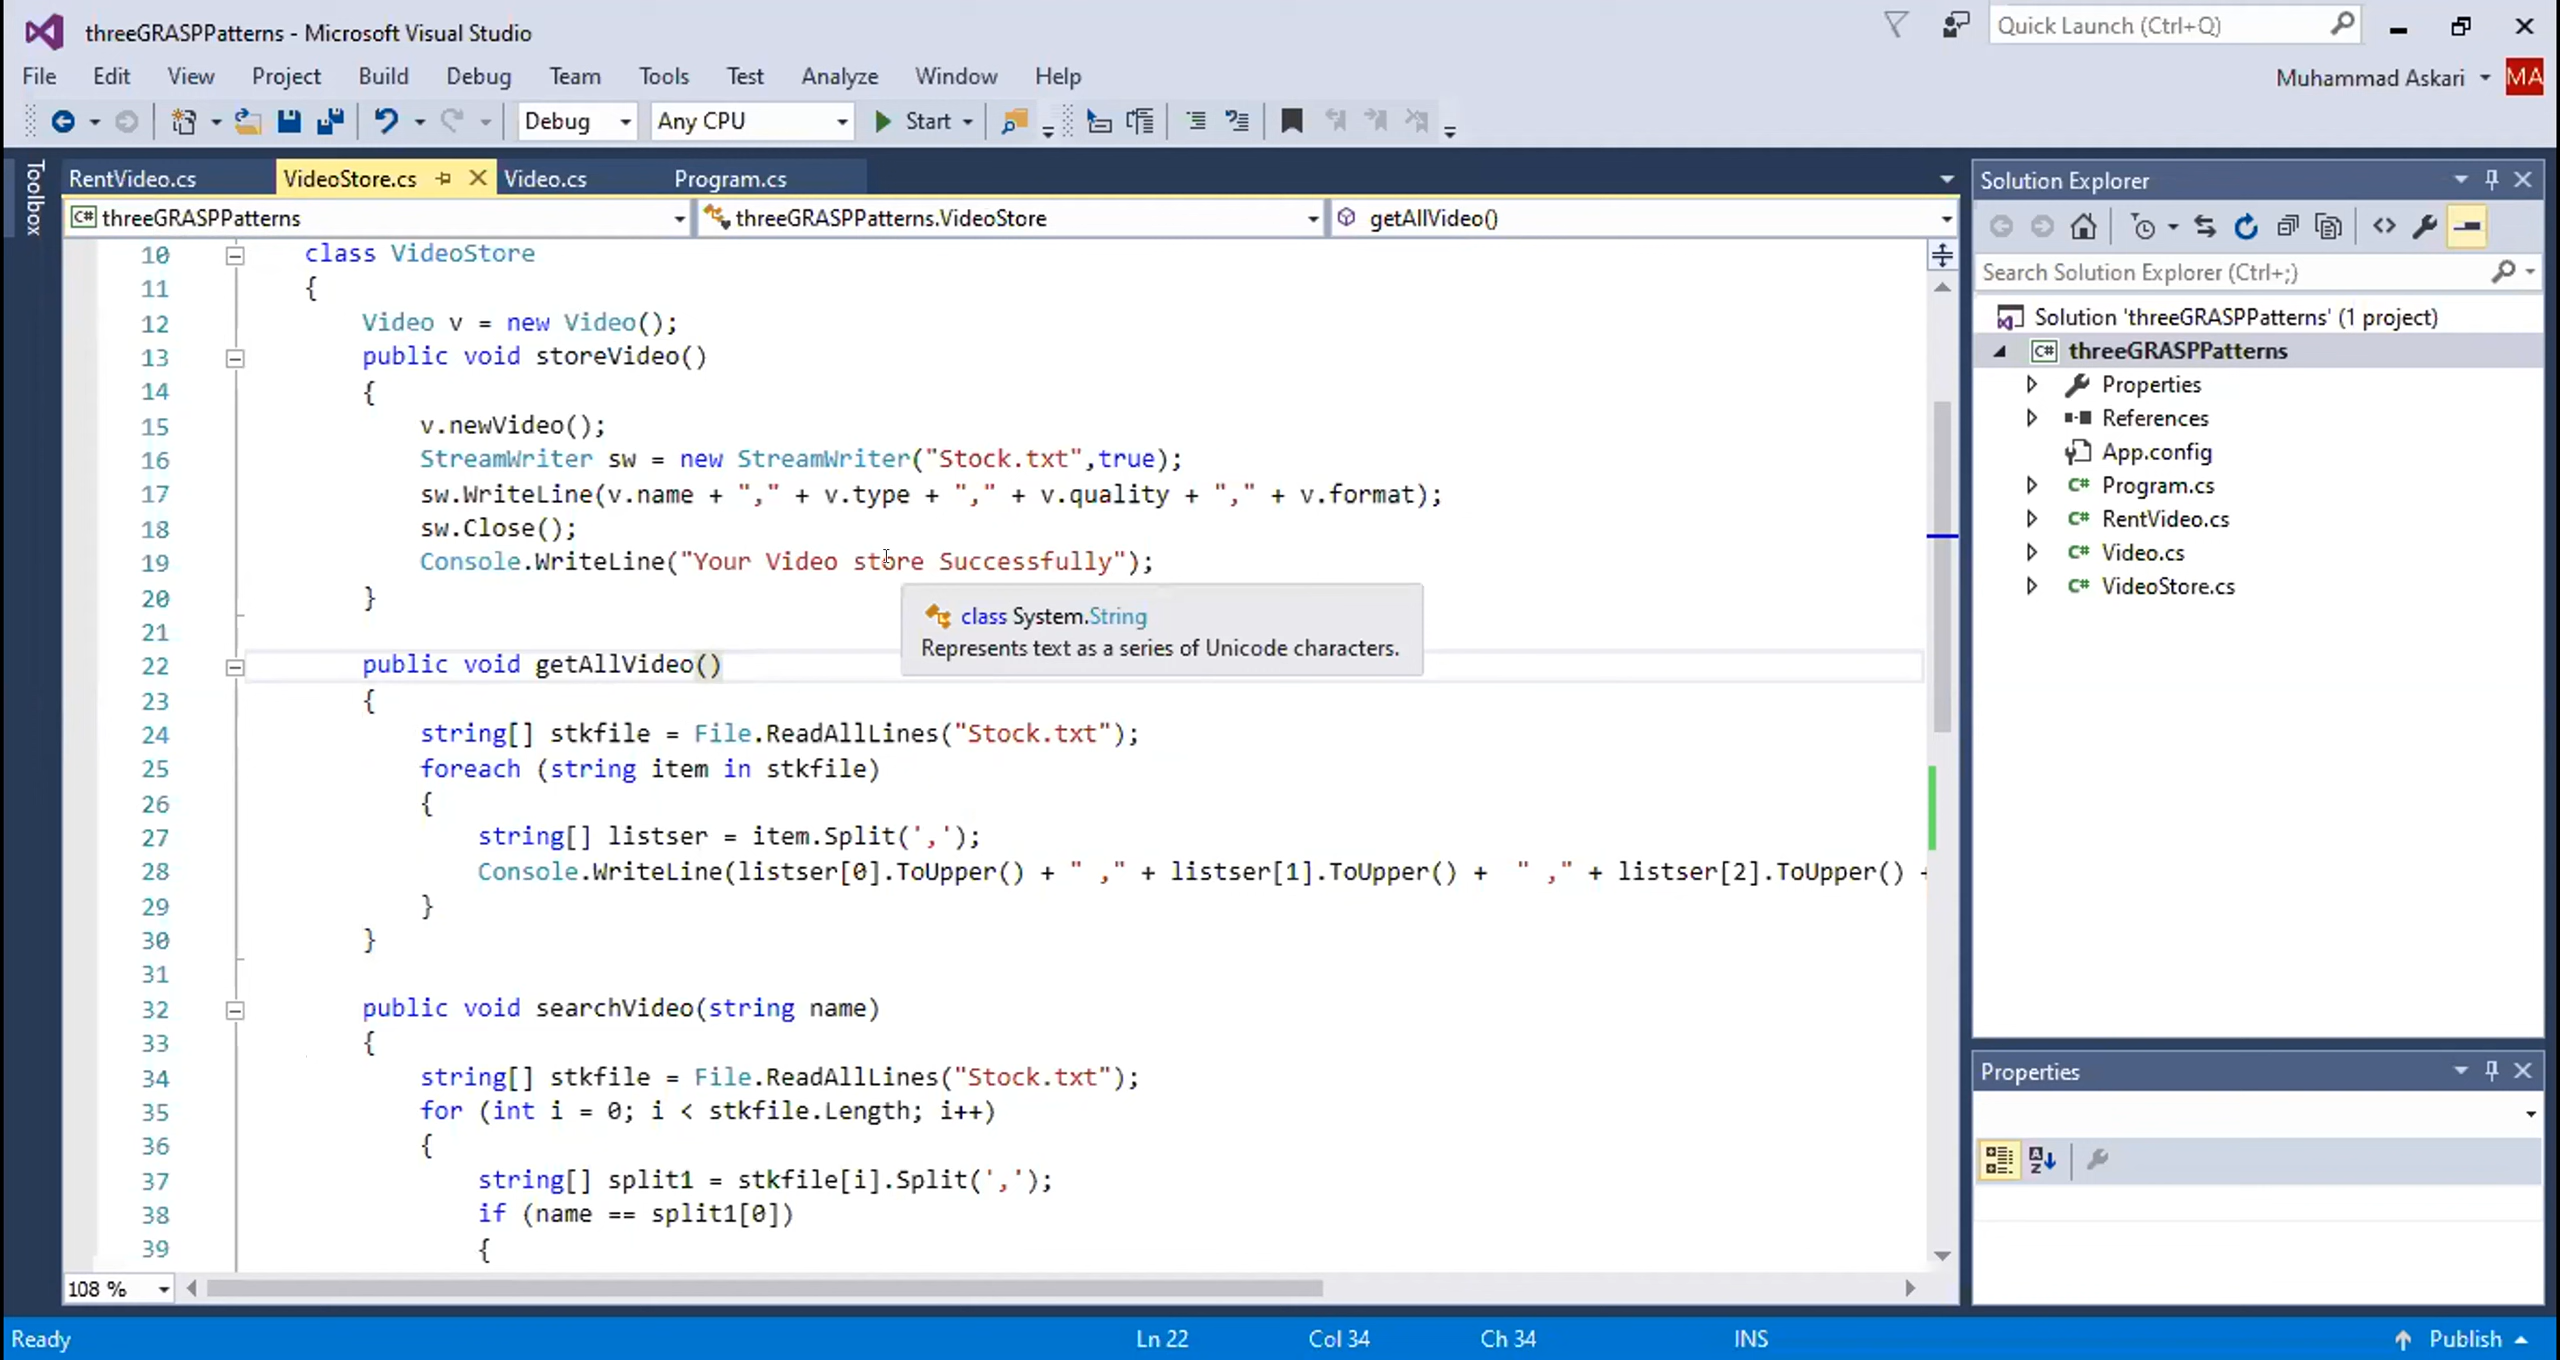 threeGRASPPatterns - Microsoft Visual Studio
Quick Launch (Ctrl+Q)
File Edit View Project Build Debug Team Tools Test Analyze Window Help
Muhammad Askari MA
Debug Any CPU Start
Toolbox
RentVideo.cs VideoStore.cs Video.cs Program.cs
C# threeGRASPPatterns threeGRASPPatterns.VideoStore getAllVideo()
10 class VideoStore
11 {
12 Video v = new Video();
13 public void storeVideo()
14 {
15 v.newVideo();
16 StreamWriter sw = new StreamWriter("Stock.txt",true);
17 sw.WriteLine(v.name + "," + v.type + "," + v.quality + "," + v.format);
18 sw.Close();
19 Console.WriteLine("Your Video store Successfully");
20 }
class System.String
Represents text as a series of Unicode characters.
21
22 public void getAllVideo()
23 {
24 string[] stkfile = File.ReadAllLines("Stock.txt");
25 foreach (string item in stkfile)
26 {
27 string[] listser = item.Split(',');
28 Console.WriteLine(listser[0].ToUpper() + " ," + listser[1].ToUpper() + " ," + listser[2].ToUpper() +
29 }
30 }
31
32 public void searchVideo(string name)
33 {
34 string[] stkfile = File.ReadAllLines("Stock.txt");
35 for (int i = 0; i < stkfile.Length; i++)
36 {
37 string[] split1 = stkfile[i].Split(',');
38 if (name == split1[0])
39 {
108 %
Solution Explorer
Search Solution Explorer (Ctrl+;)
Solution 'threeGRASPPatterns' (1 project)
C# threeGRASPPatterns
Properties
References
App.config
C# Program.cs
C# RentVideo.cs
C# Video.cs
C# VideoStore.cs
Properties
Ready Ln 22 Col 34 Ch 34 INS Publish